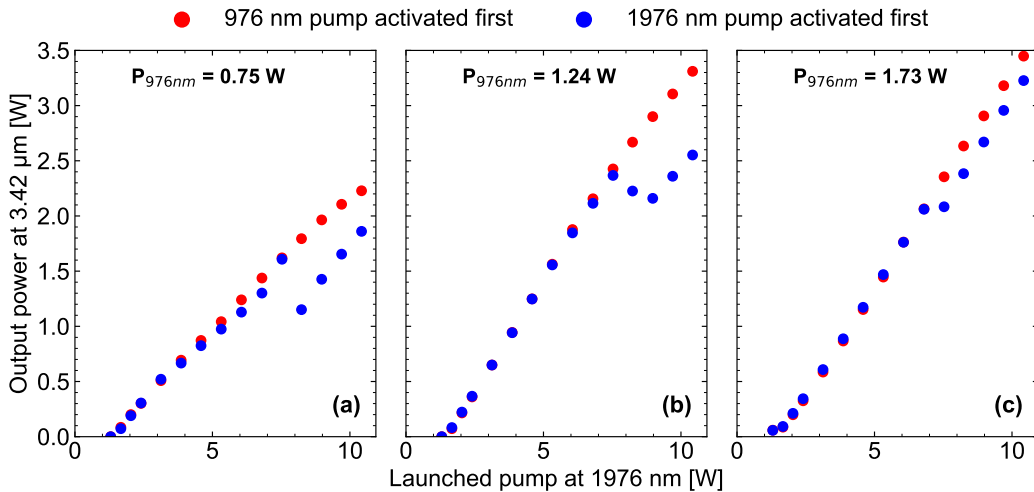 976 nm pump activated first 1976 nm pump activated first
Output power at 3.42 µm [W]
3.5
3.0
2.5
2.0
1.5
1.0
0.5
0.0
P976nm = 0.75 W
(a)
0 5 10
P976nm = 1.24 W
(b)
0 5 10
P976nm = 1.73 W
(c)
0 5 10
Launched pump at 1976 nm [W]